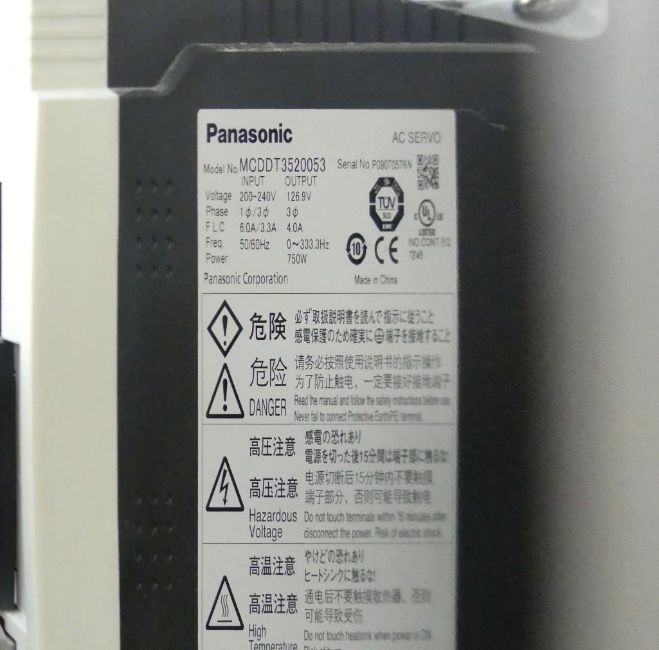 Panasonic AC SERVO
Model No. MCDDT3520053 Serial No. P09070576N
INPUT OUTPUT
Voltage 200-240V 126.9V
Phase 1ϕ/3ϕ 3ϕ
F.L.C 6.0A/3.3A 4.0A
Freq. 50/60Hz 0~333.3Hz
Power 750W
TÜV
SÜD
10
CE
C UL US
LISTED
IND.CONT.EQ.
7Z45
Panasonic Corporation Made in China
危険
必ず取扱説明書を読んで指示に従うこと
感電保護のため確実に⏚端子を接地すること
危险
请务必按照使用说明书的指示操作
为了防止触电，一定要接好接地端子
DANGER
Read the manual and follow the safety instructions before use.
Never fail to connect Protective Earth(PE) terminal.
高圧注意
感電の恐れあり
電源を切った後15分間は端子部に触るな!
高压注意
电源切断后15分钟内不要触摸
端子部分，否则可能导致触电
Hazardous
Voltage
Do not touch terminals within 15 minutes after
disconnect the power. Risk of electric shock.
高温注意
やけどの恐れあり
ヒートシンクに触るな!
高温注意
通电后不要触摸散热器、否则
可能导致受伤
High
Temperature
Do not touch heatsink when power is ON.